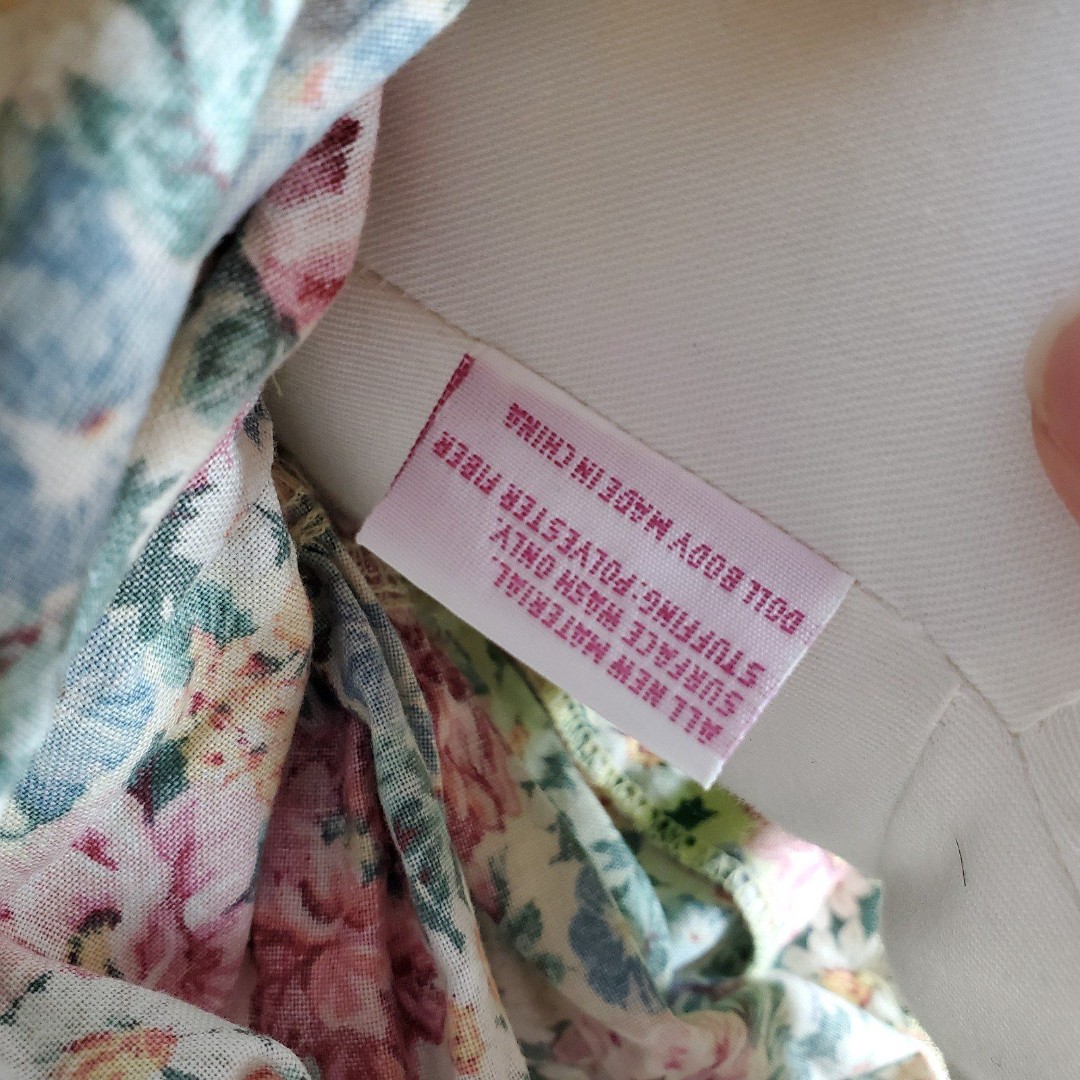 ALL NEW MATERIAL.
SURFACE WASH ONLY.
STUFFING: POLYESTER FIBER
DOLL BODY MADE IN CHINA